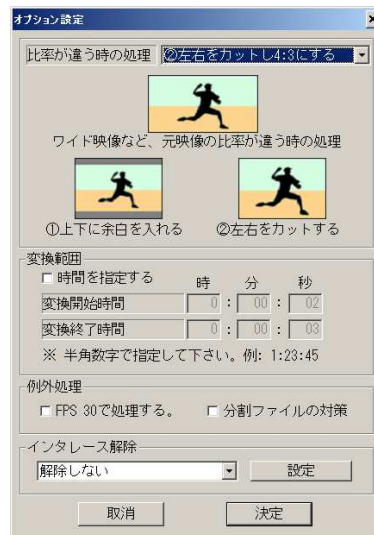 オプション設定
比率が違う時の処理 ②左右をカットし4:3にする
ワイド映像など、元映像の比率が違う時の処理
①上下に余白を入れる ②左右をカットする
変換範囲
時間を指定する 時 分 秒
変換開始時間 0 : 00 : 02
変換終了時間 0 : 00 : 03
※ 半角数字で指定して下さい。例: 1:23:45
例外処理
FPS 30で処理する。 分割ファイルの対策
インタレース解除
解除しない 設定
取消 決定